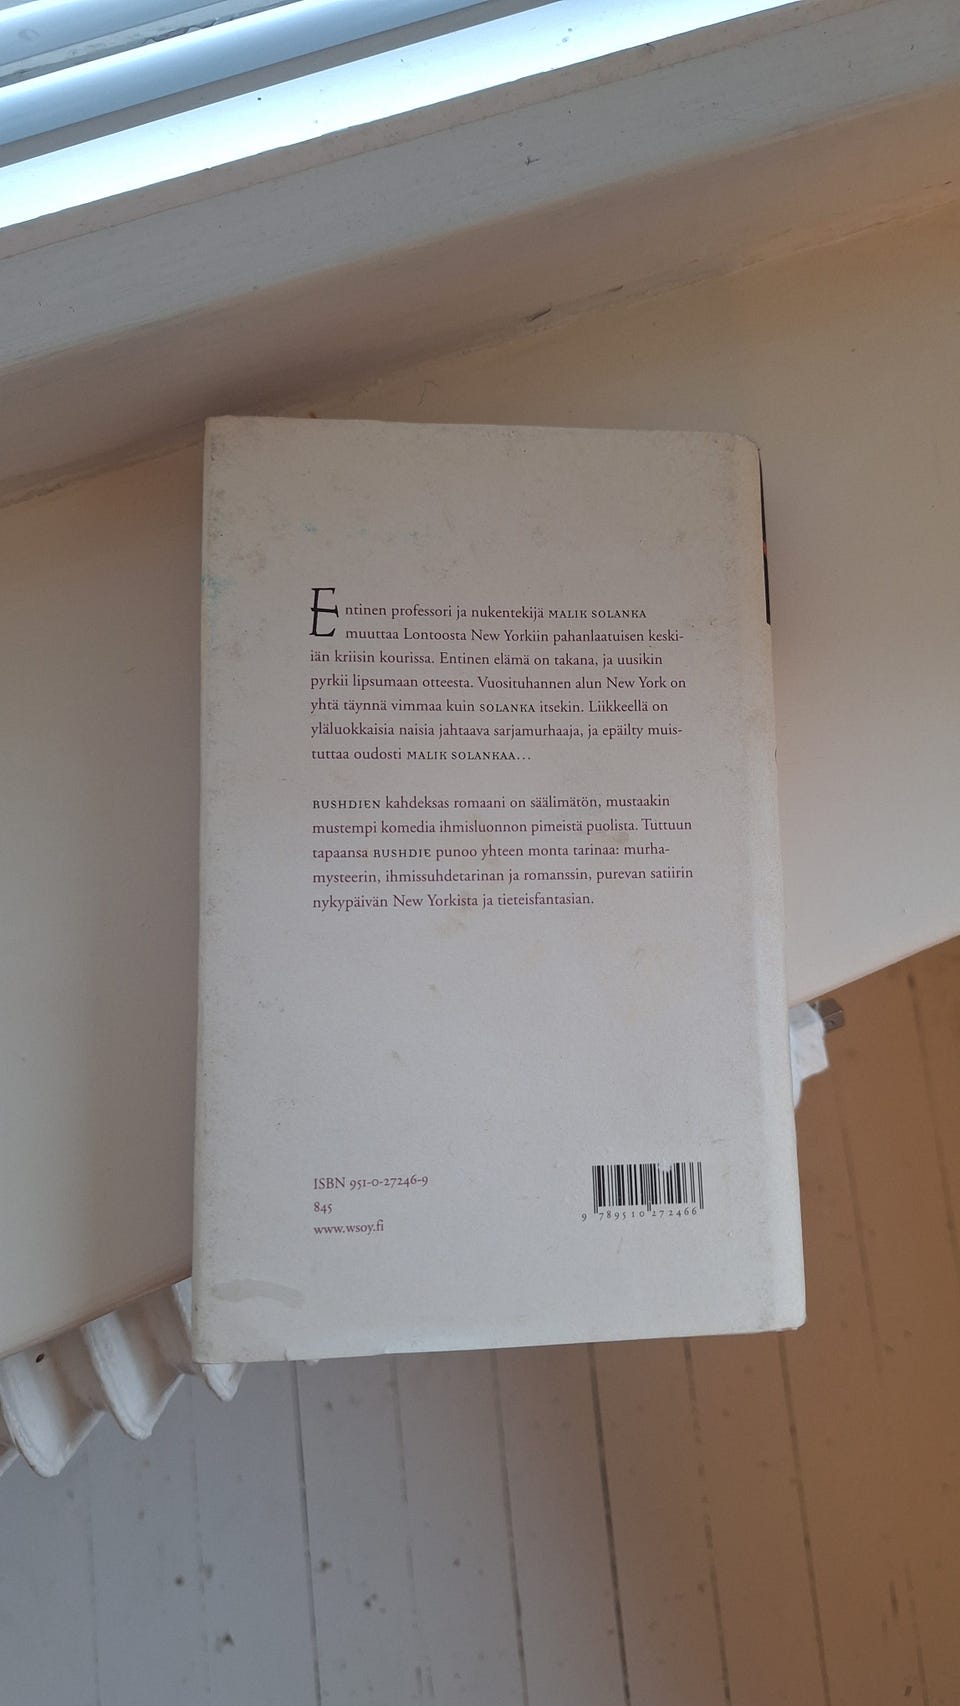 Entinen professori ja nukentekijä MALIK SOLANKA
muuttaa Lontoosta New Yorkiin pahanlaatuisen keski-
iän kriisin kourissa. Entinen elämä on takana, ja uusikin
pyrkii lipsumaan otteesta. Vuosituhannen alun New York on
yhtä täynnä vimmaa kuin SOLANKA itsekin. Liikkeellä on
yläluokkaisia naisia jahtaava sarjamurhaaja, ja epäilty muis-
tuttaa oudosti MALIK SOLANKAA...
RUSHDIEN kahdeksas romaani on säälimätön, mustaakin
mustempi komedia ihmisluonnon pimeistä puolista. Tuttuun
tapaansa RUSHDIE punoo yhteen monta tarinaa: murha-
mysteerin, ihmissuhdetarinan ja romanssin, purevan satiirin
nykypäivän New Yorkista ja tieteisfantasian.
ISBN 951-0-27246-9
845
www.wsoy.fi
9 789510 272466